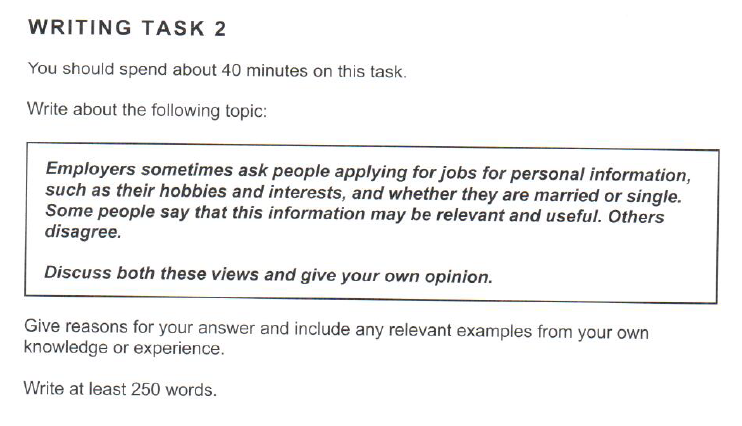 WRITING TASK 2
You should spend about 40 minutes on this task.
Write about the following topic:
Employers sometimes ask people applying for jobs for personal information,
such as their hobbies and interests, and whether they are married or single.
Some people say that this information may be relevant and useful. Others
disagree.
Discuss both these views and give your own opinion.
Give reasons for your answer and include any relevant examples from your own
knowledge or experience.
Write at least 250 words.